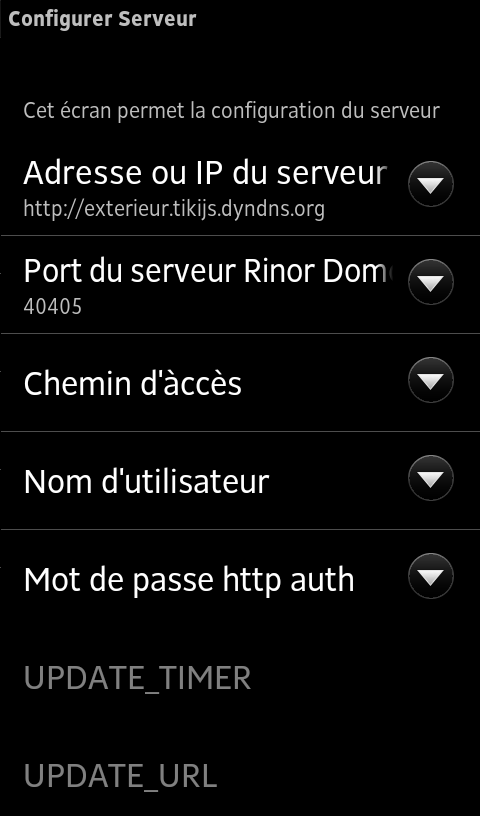 Configurer Serveur
Cet écran permet la configuration du serveur
Adresse ou IP du serveur
http://exterieur.tikijs.dyndns.org
Port du serveur Rinor Dom
40405
Chemin d'àccès
Nom d'utilisateur
Mot de passe http auth
UPDATE_TIMER
UPDATE_URL